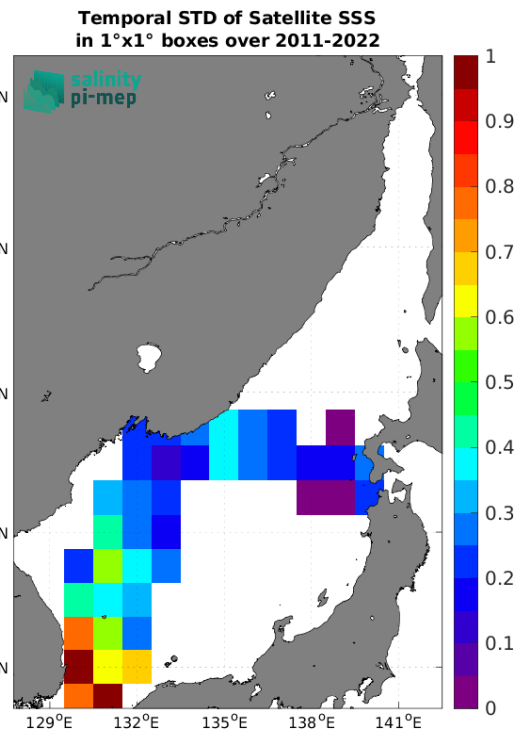 Temporal STD of Satellite SSS
in 1°x1° boxes over 2011-2022
salinity
pi-mep
N
N
N
N
N
1
0.9
0.8
0.7
0.6
0.5
0.4
0.3
0.2
0.1
0
129°E 132°E 135°E 138°E 141°E